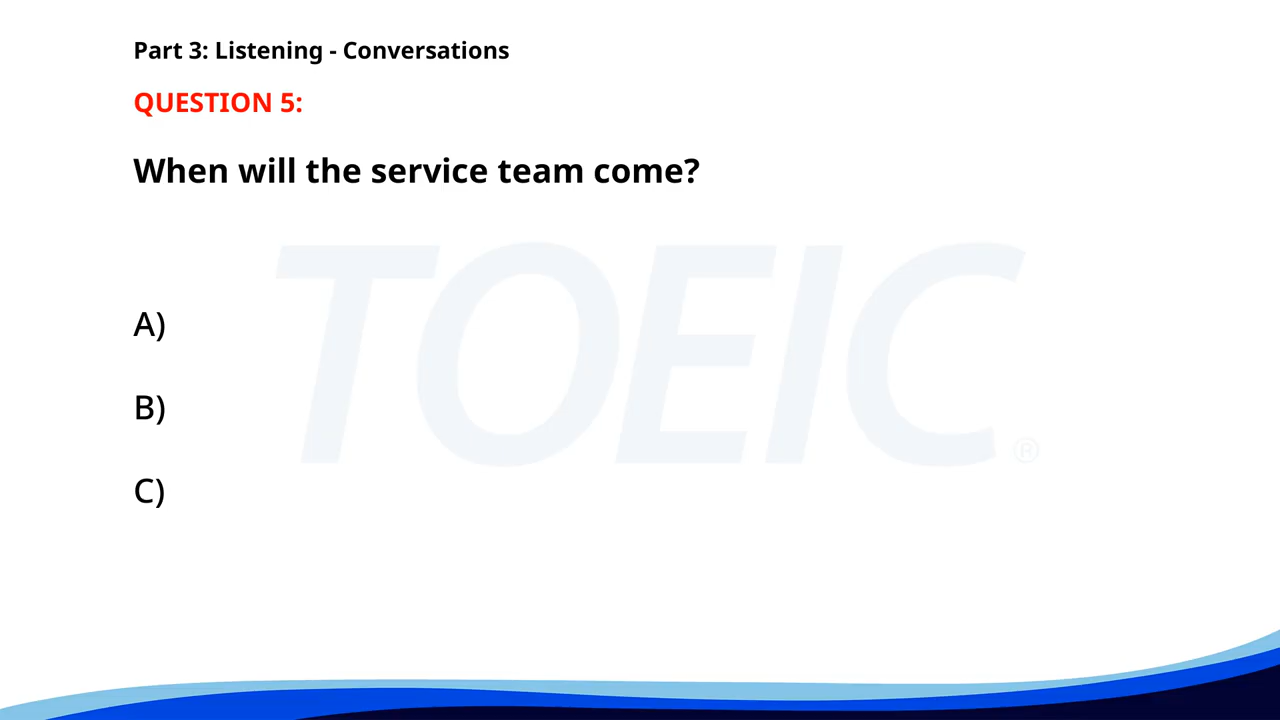 Part 3: Listening - Conversations
QUESTION 5:
When will the service team come?
TOEIC®
A)
B)
C)